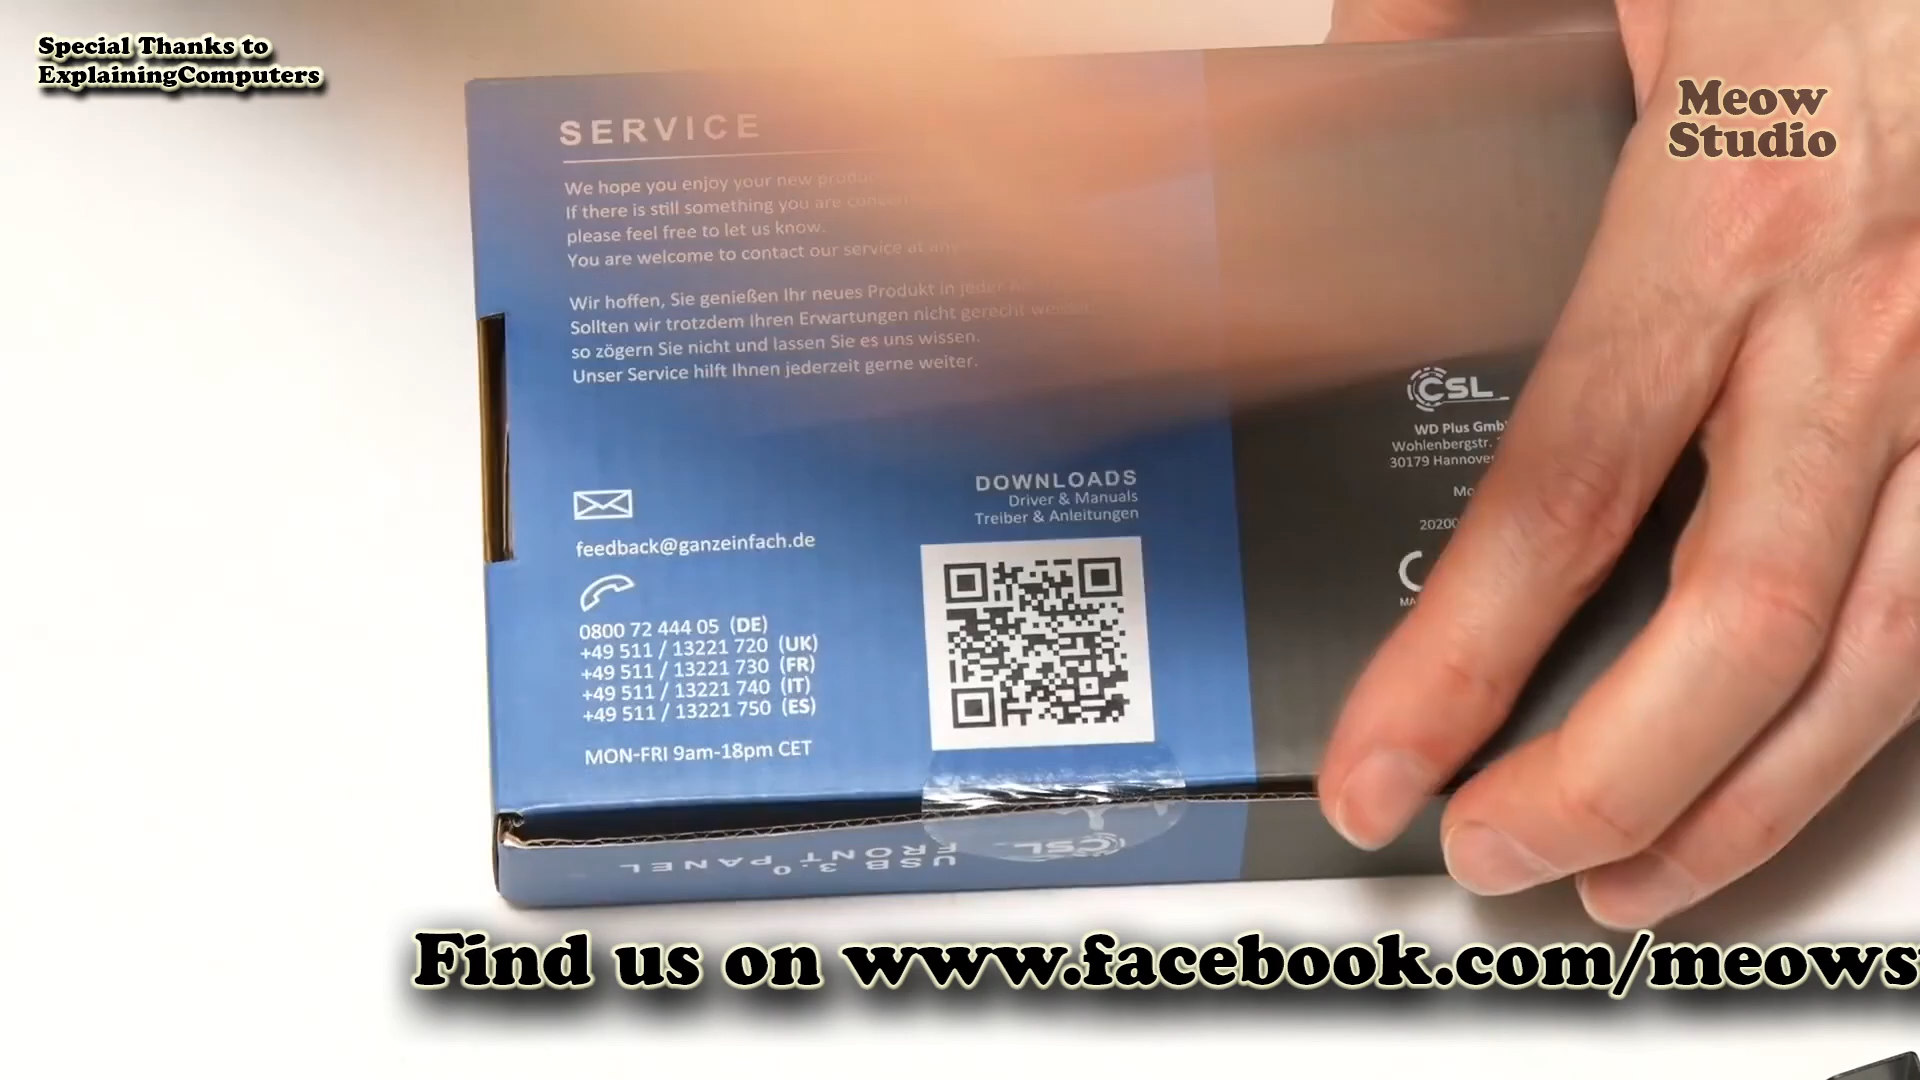 Special Thanks to
ExplainingComputers
Meow
Studio
SERVICE
We hope you enjoy your new
If there is still something you are
please feel free to let us know.
You are welcome to contact our service at
Wir hoffen, Sie genießen Ihr neues Produkt in jeder
Sollten wir trotzdem Ihren Erwartungen nicht gerecht werden
so zögern Sie nicht und lassen Sie es uns wissen.
Unser Service hilft Ihnen jederzeit gerne weiter.
feedback@ganzeinfach.de
0800 72 444 05 (DE)
+49 511 / 13221 720 (UK)
+49 511 / 13221 730 (FR)
+49 511 / 13221 740 (IT)
+49 511 / 13221 750 (ES)
MON-FRI 9am-18pm CET
DOWNLOADS
Driver & Manuals
Treiber & Anleitungen
CSL
WD Plus
Wohlenbergstr.
30179 Hannover
USB 3.0
FRONT PANEL
CSL
Find us on www.facebook.com/meows